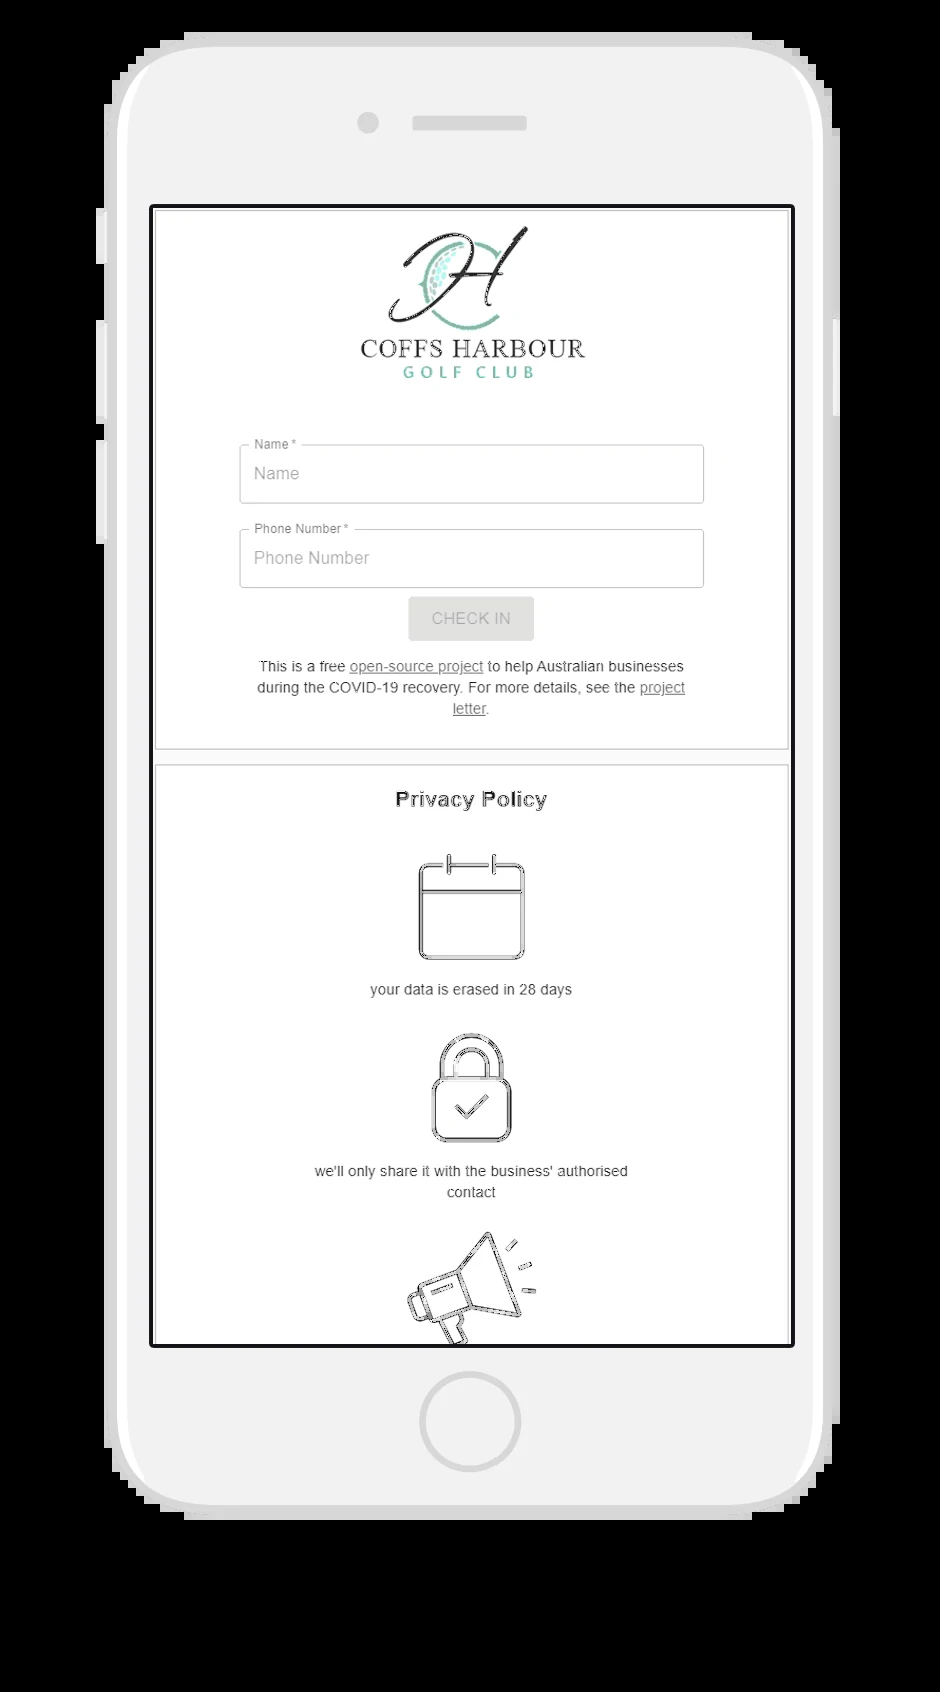 H
COFFS HARBOUR
GOLF CLUB
Name *
Name
Phone Number *
Phone Number
CHECK IN
This is a free open-source project to help Australian businesses
during the COVID-19 recovery. For more details, see the project
letter.
Privacy Policy
your data is erased in 28 days
we'll only share it with the business' authorised
contact